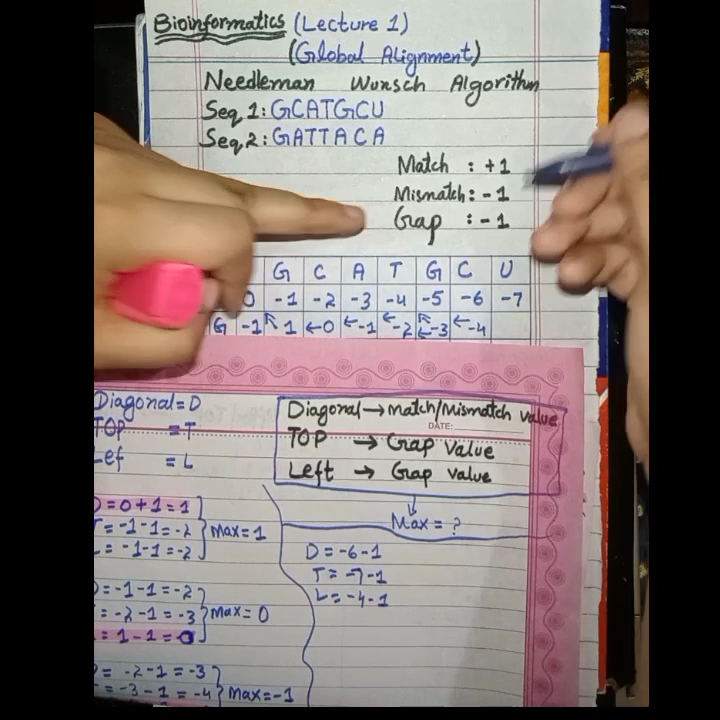 Bioinformatics (Lecture 1)
(Global Alignment)
Needleman Wunsch Algorithm
Seq 1: GCATGCU
Seq 2: GATTACA
Match : +1
Mismatch: -1
Gap : -1
G C A T G C U
0 -1 -2 -3 -4 -5 -6 -7
G -1 ↖ 1 ←0 ←-1 ←-2 ↖←-3 ←-4
Diagonal = D
TOP = T
Lef = L
Diagonal → Match/Mismatch value
DATE:
TOP → Gap Value
Left → Gap value
Max = ?
D = 0 + 1 = 1
T = -1-1 = -2 Max = 1
L = -1-1 = -2
D = -1-1 = -2
T = -2-1 = -3 Max = 0
L = 1-1 = 0
D = -2-1 = -3
T = -3-1 = -4 Max = -1
D = -6-1
T = -7-1
L = -4-1